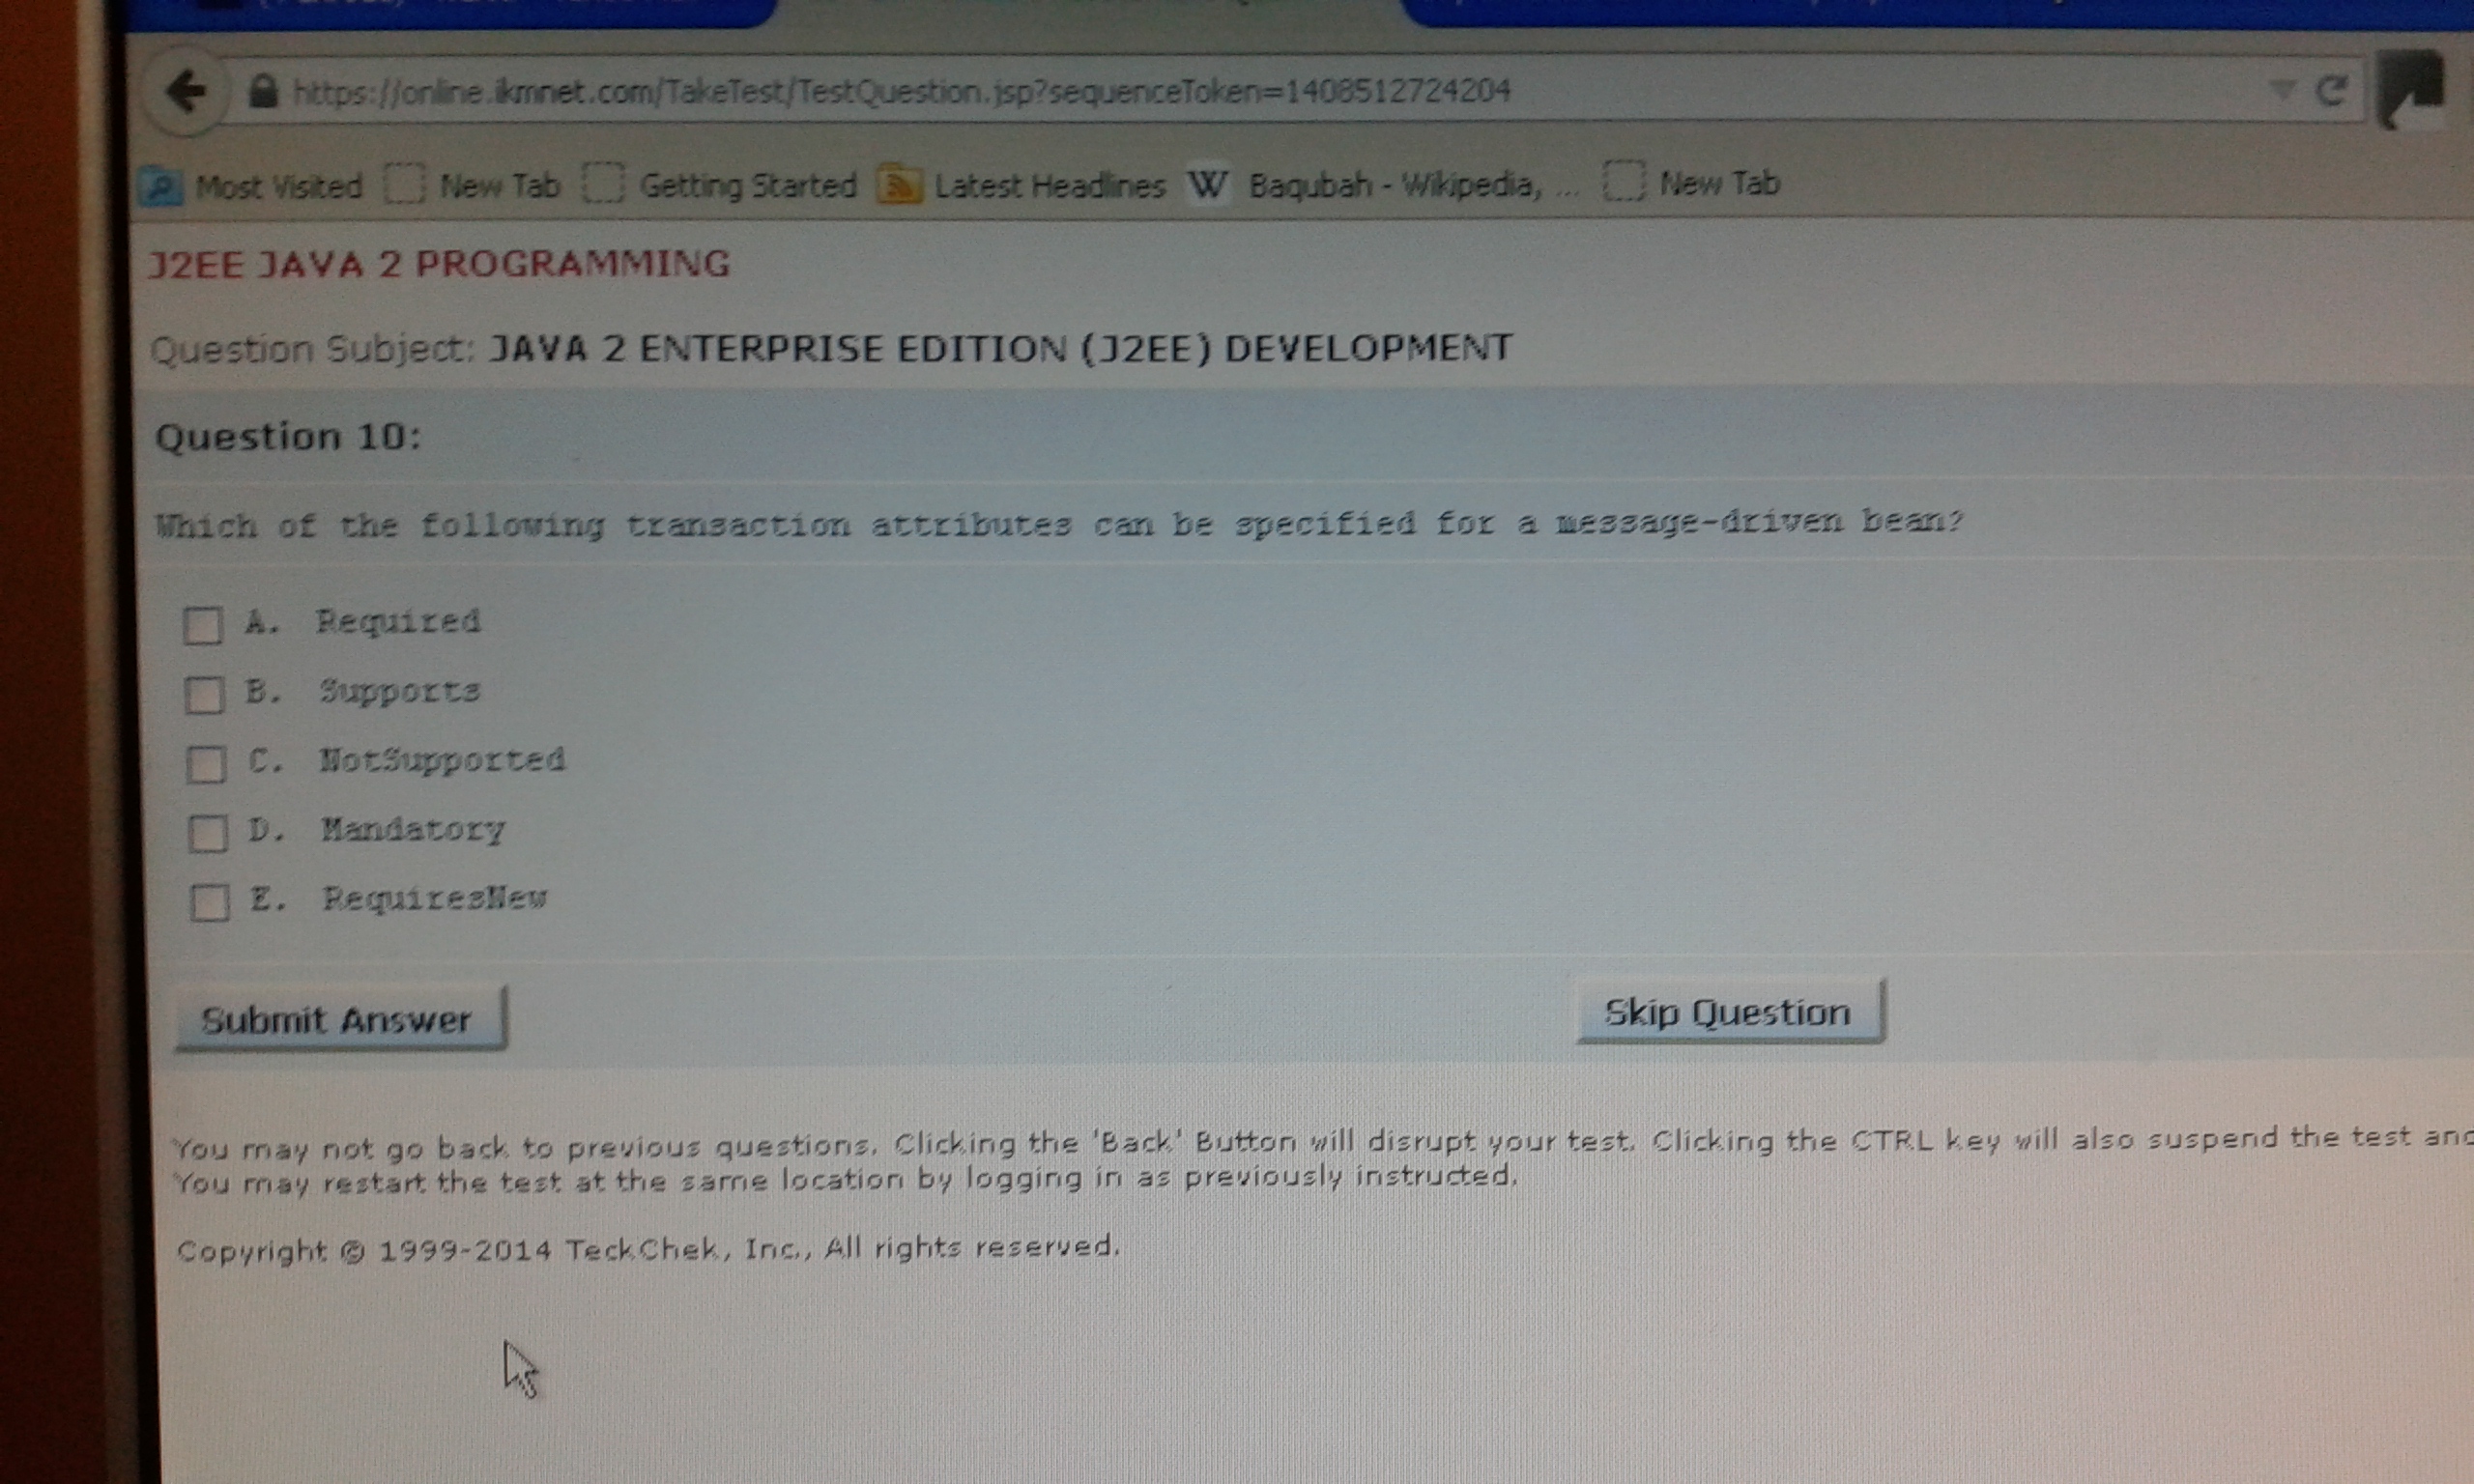 https://online.ikmnet.com/TakeTest/TestQuestion.jsp?sequenceToken=1408512724204
Most Visited New Tab Getting Started Latest Headlines W Baqubah - Wikipedia, ... New Tab
J2EE JAVA 2 PROGRAMMING
Question Subject: JAVA 2 ENTERPRISE EDITION (J2EE) DEVELOPMENT
Question 10:
Which of the following transaction attributes can be specified for a message-driven bean?
A. Required
B. Supports
C. NotSupported
D. Mandatory
E. RequiresNew
Submit Answer Skip Question
You may not go back to previous questions. Clicking the 'Back' Button will disrupt your test. Clicking the CTRL key will also suspend the test and
You may restart the test at the same location by logging in as previously instructed.
Copyright © 1999-2014 TeckChek, Inc., All rights reserved.